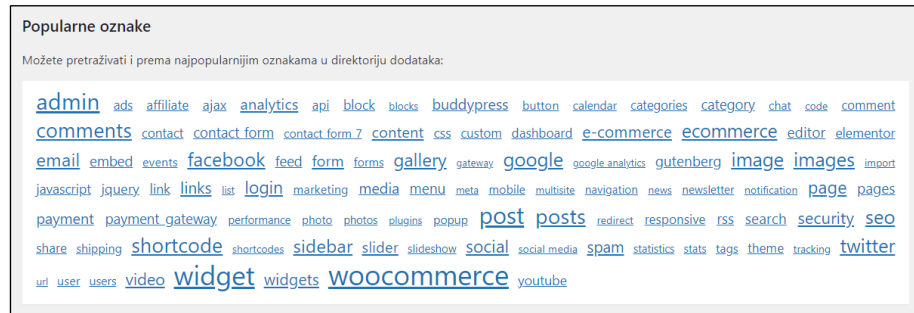 Popularne oznake
Možete pretraživati i prema najpopularnijim oznakama u direktoriju dodataka:
admin ads affiliate ajax analytics api block blocks buddypress button calendar categories category chat code comment
comments contact contact form contact form 7 content css custom dashboard e-commerce ecommerce editor elementor
email embed events facebook feed form forms gallery gateway google google analytics gutenberg image images import
javascript jquery link links list login marketing media menu meta mobile multisite navigation news newsletter notification page pages
payment payment gateway performance photo photos plugins popup post posts redirect responsive rss search security seo
share shipping shortcode shortcodes sidebar slider slideshow social social media spam statistics stats tags theme tracking twitter
url user users video widget widgets woocommerce youtube